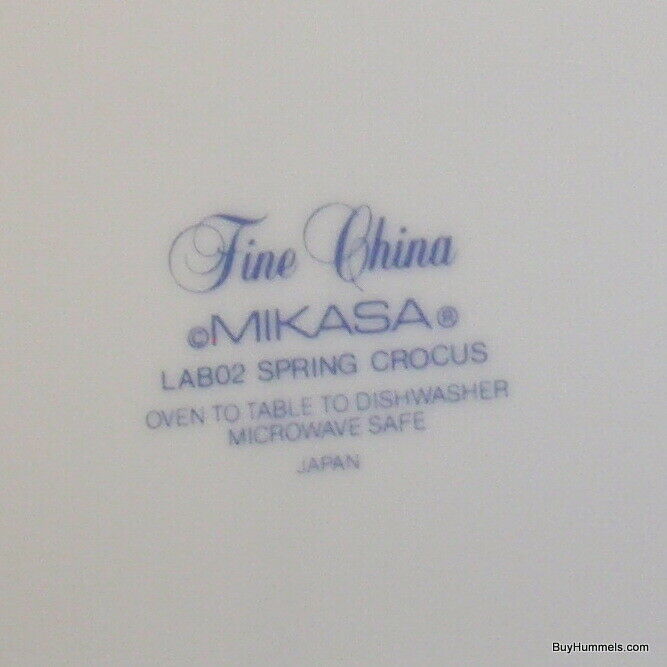 Fine China
©MIKASA®
LAB02 SPRING CROCUS
OVEN TO TABLE TO DISHWASHER
MICROWAVE SAFE
JAPAN
BuyHummels.com